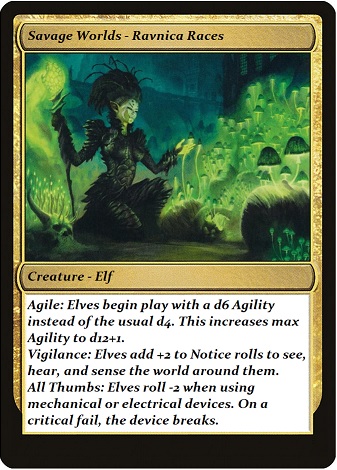 Savage Worlds - Ravnica Races
Creature - Elf
Agile: Elves begin play with a d6 Agility
instead of the usual d4. This increases max
Agility to d12+1.
Vigilance: Elves add +2 to Notice rolls to see,
hear, and sense the world around them.
All Thumbs: Elves roll -2 when using
mechanical or electrical devices. On a
critical fail, the device breaks.